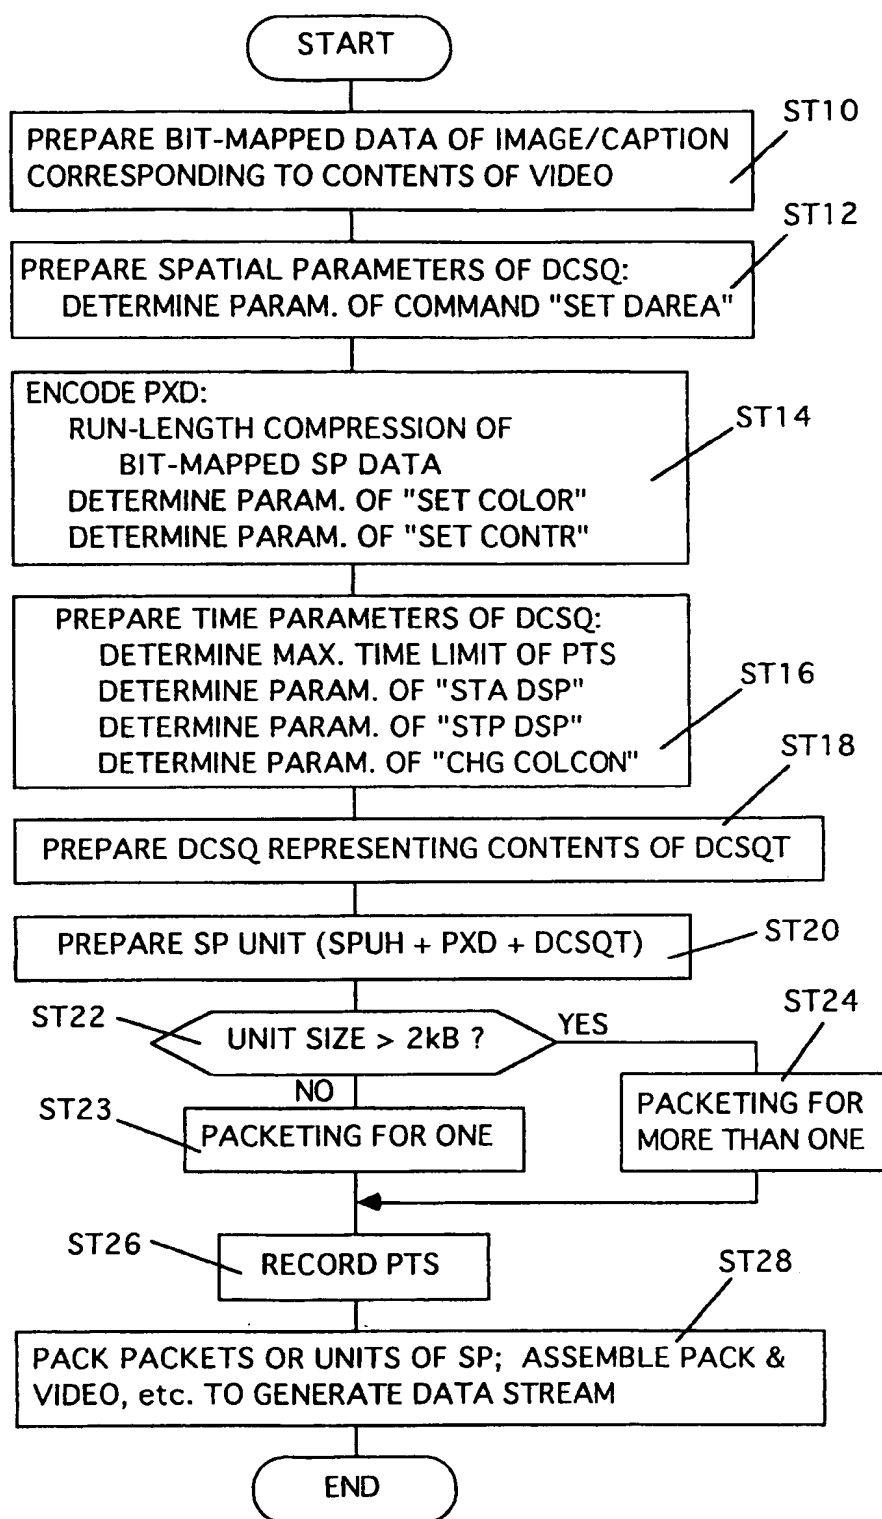 START
PREPARE BIT-MAPPED DATA OF IMAGE/CAPTION
CORRESPONDING TO CONTENTS OF VIDEO
ST10
PREPARE SPATIAL PARAMETERS OF DCSQ:
DETERMINE PARAM. OF COMMAND "SET DAREA"
ST12
ENCODE PXD:
RUN-LENGTH COMPRESSION OF
BIT-MAPPED SP DATA
DETERMINE PARAM. OF "SET COLOR"
DETERMINE PARAM. OF "SET CONTR"
ST14
PREPARE TIME PARAMETERS OF DCSQ:
DETERMINE MAX. TIME LIMIT OF PTS
DETERMINE PARAM. OF "STA DSP"
DETERMINE PARAM. OF "STP DSP"
DETERMINE PARAM. OF "CHG COLCON"
ST16
ST18
PREPARE DCSQ REPRESENTING CONTENTS OF DCSQT
PREPARE SP UNIT (SPUH + PXD + DCSQT)
ST20
ST22
UNIT SIZE > 2kB ?
YES
ST24
NO
ST23
PACKETING FOR ONE
PACKETING FOR
MORE THAN ONE
ST26
RECORD PTS
ST28
PACK PACKETS OR UNITS OF SP; ASSEMBLE PACK &
VIDEO, etc. TO GENERATE DATA STREAM
END